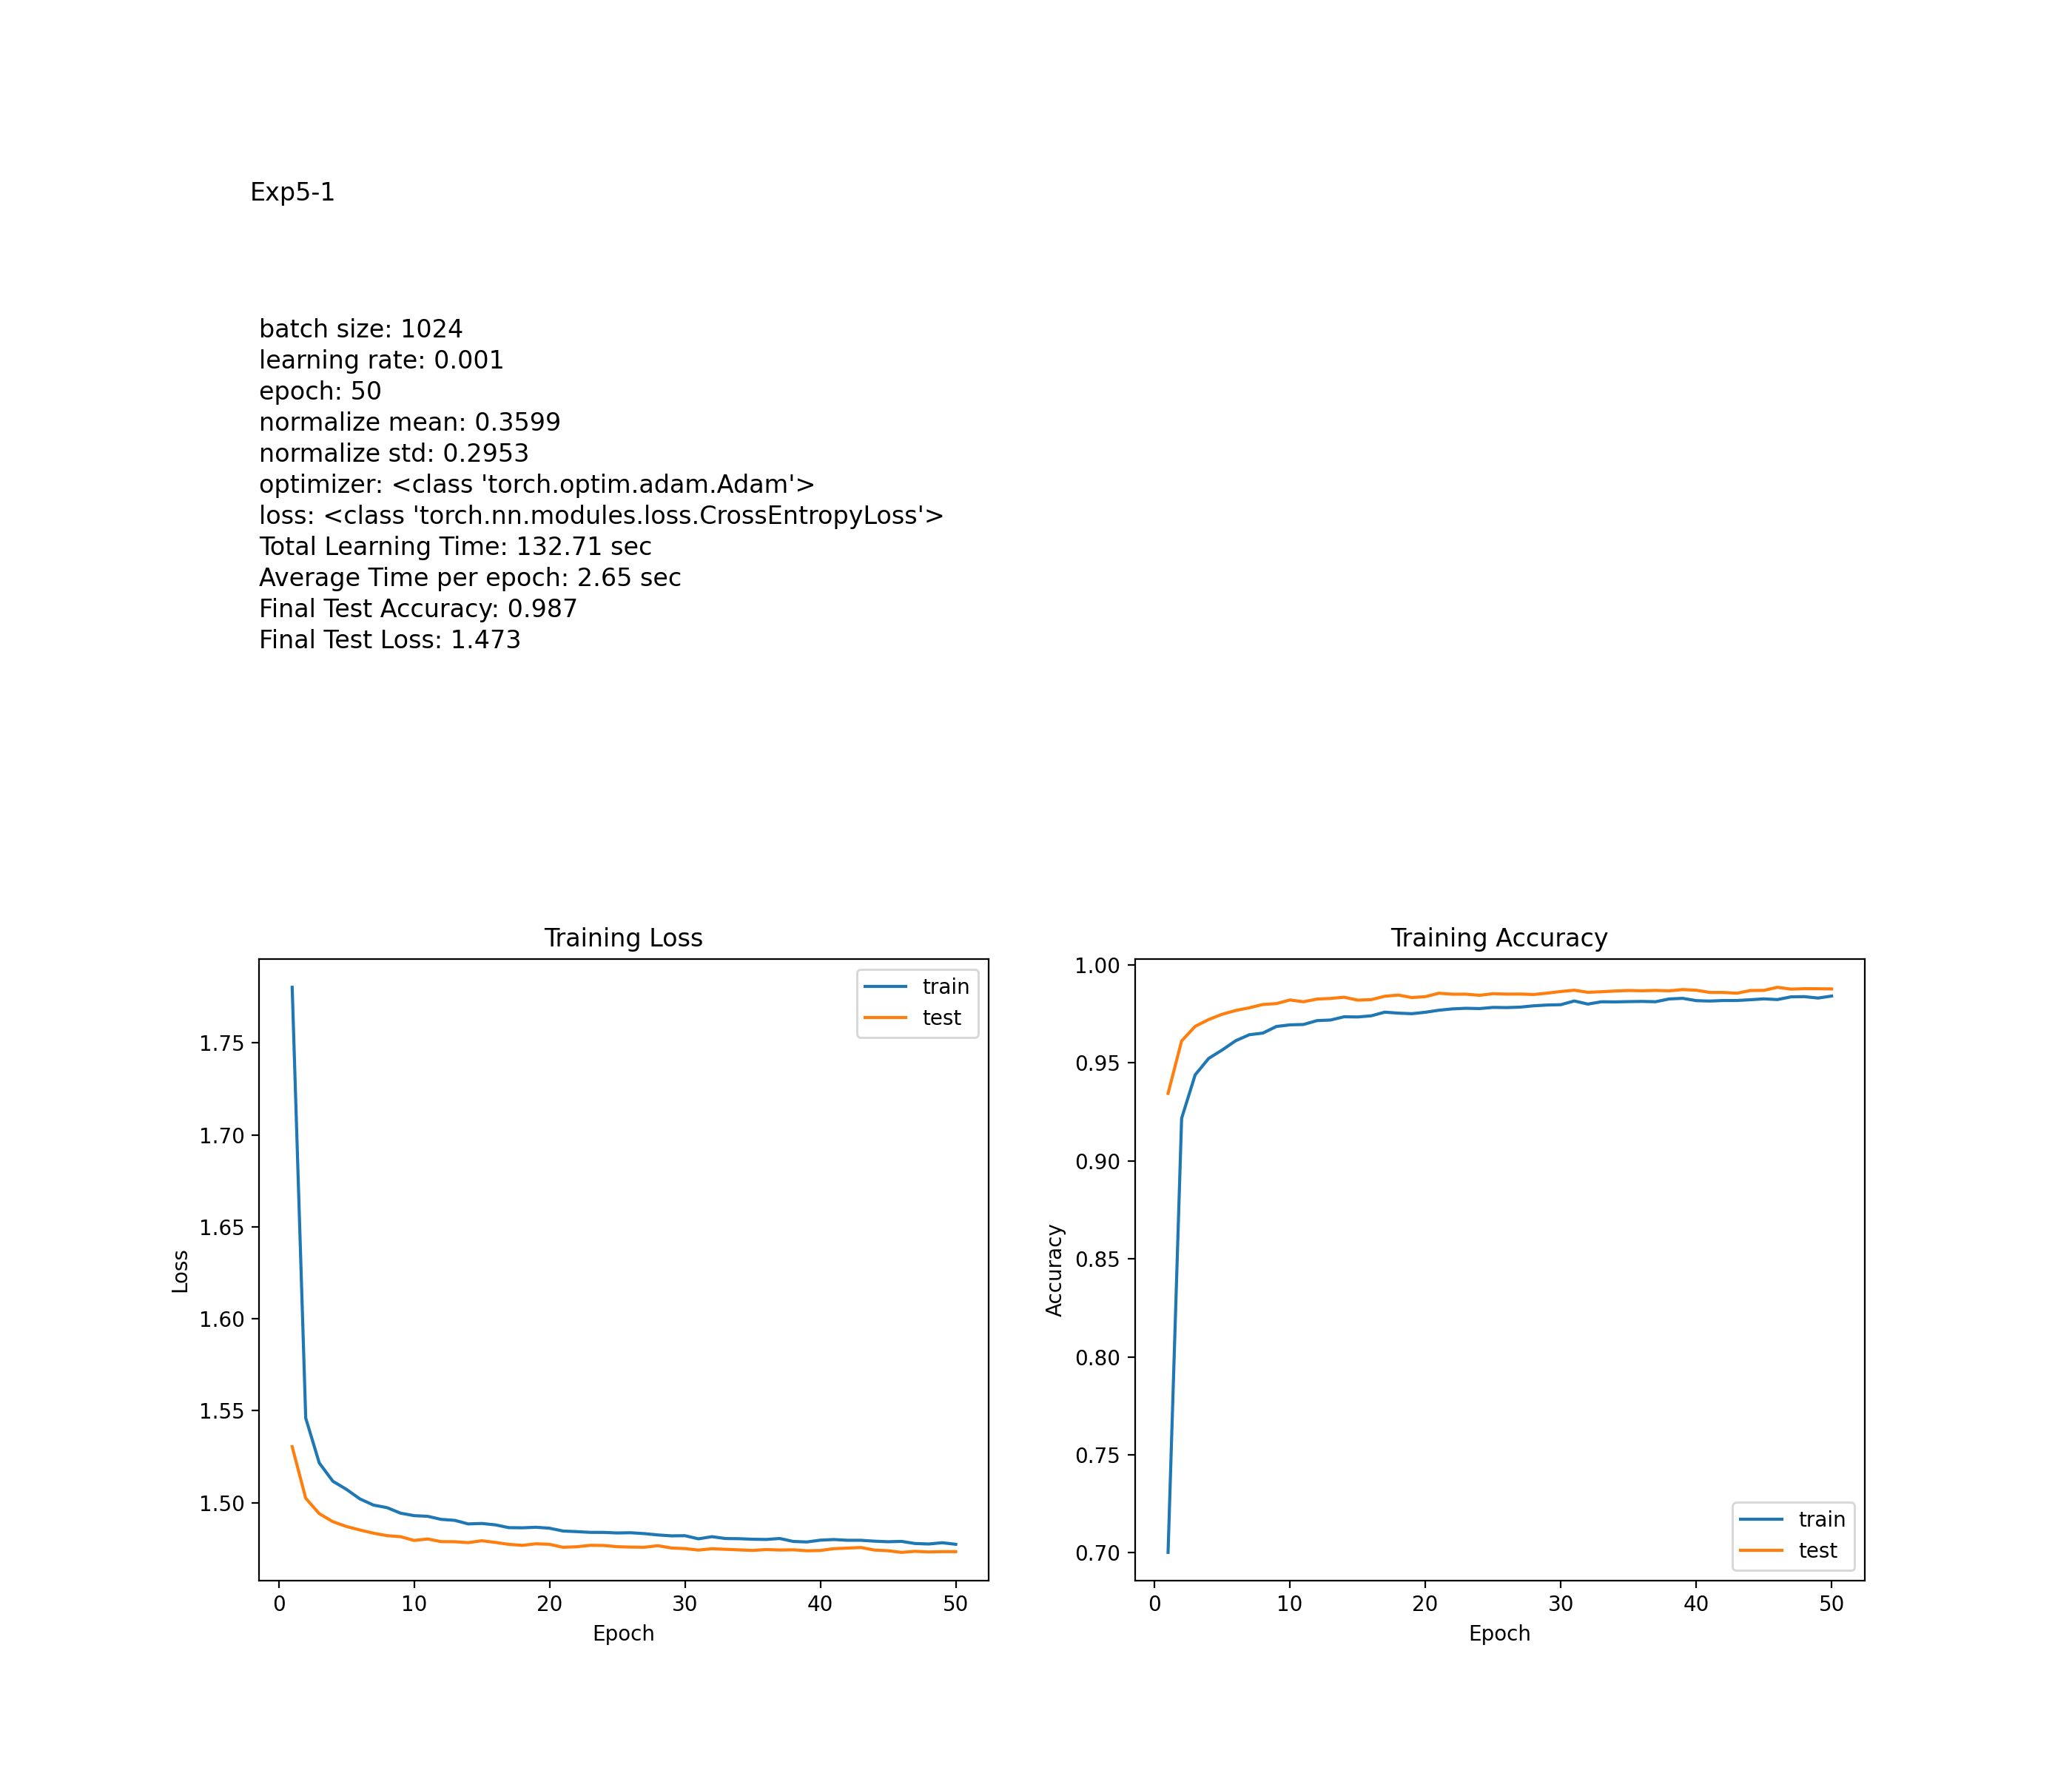 Exp5-1
batch size: 1024
learning rate: 0.001
epoch: 50
normalize mean: 0.3599
normalize std: 0.2953
optimizer: <class 'torch.optim.adam.Adam'>
loss: <class 'torch.nn.modules.loss.CrossEntropyLoss'>
Total Learning Time: 132.71 sec
Average Time per epoch: 2.65 sec
Final Test Accuracy: 0.987
Final Test Loss: 1.473
Training Loss
train
test
1.75
1.70
1.65
1.60
1.55
1.50
Loss
0 10 20 30 40 50
Epoch
Training Accuracy
1.00
0.95
0.90
0.85
0.80
0.75
0.70
Accuracy
train
test
0 10 20 30 40 50
Epoch